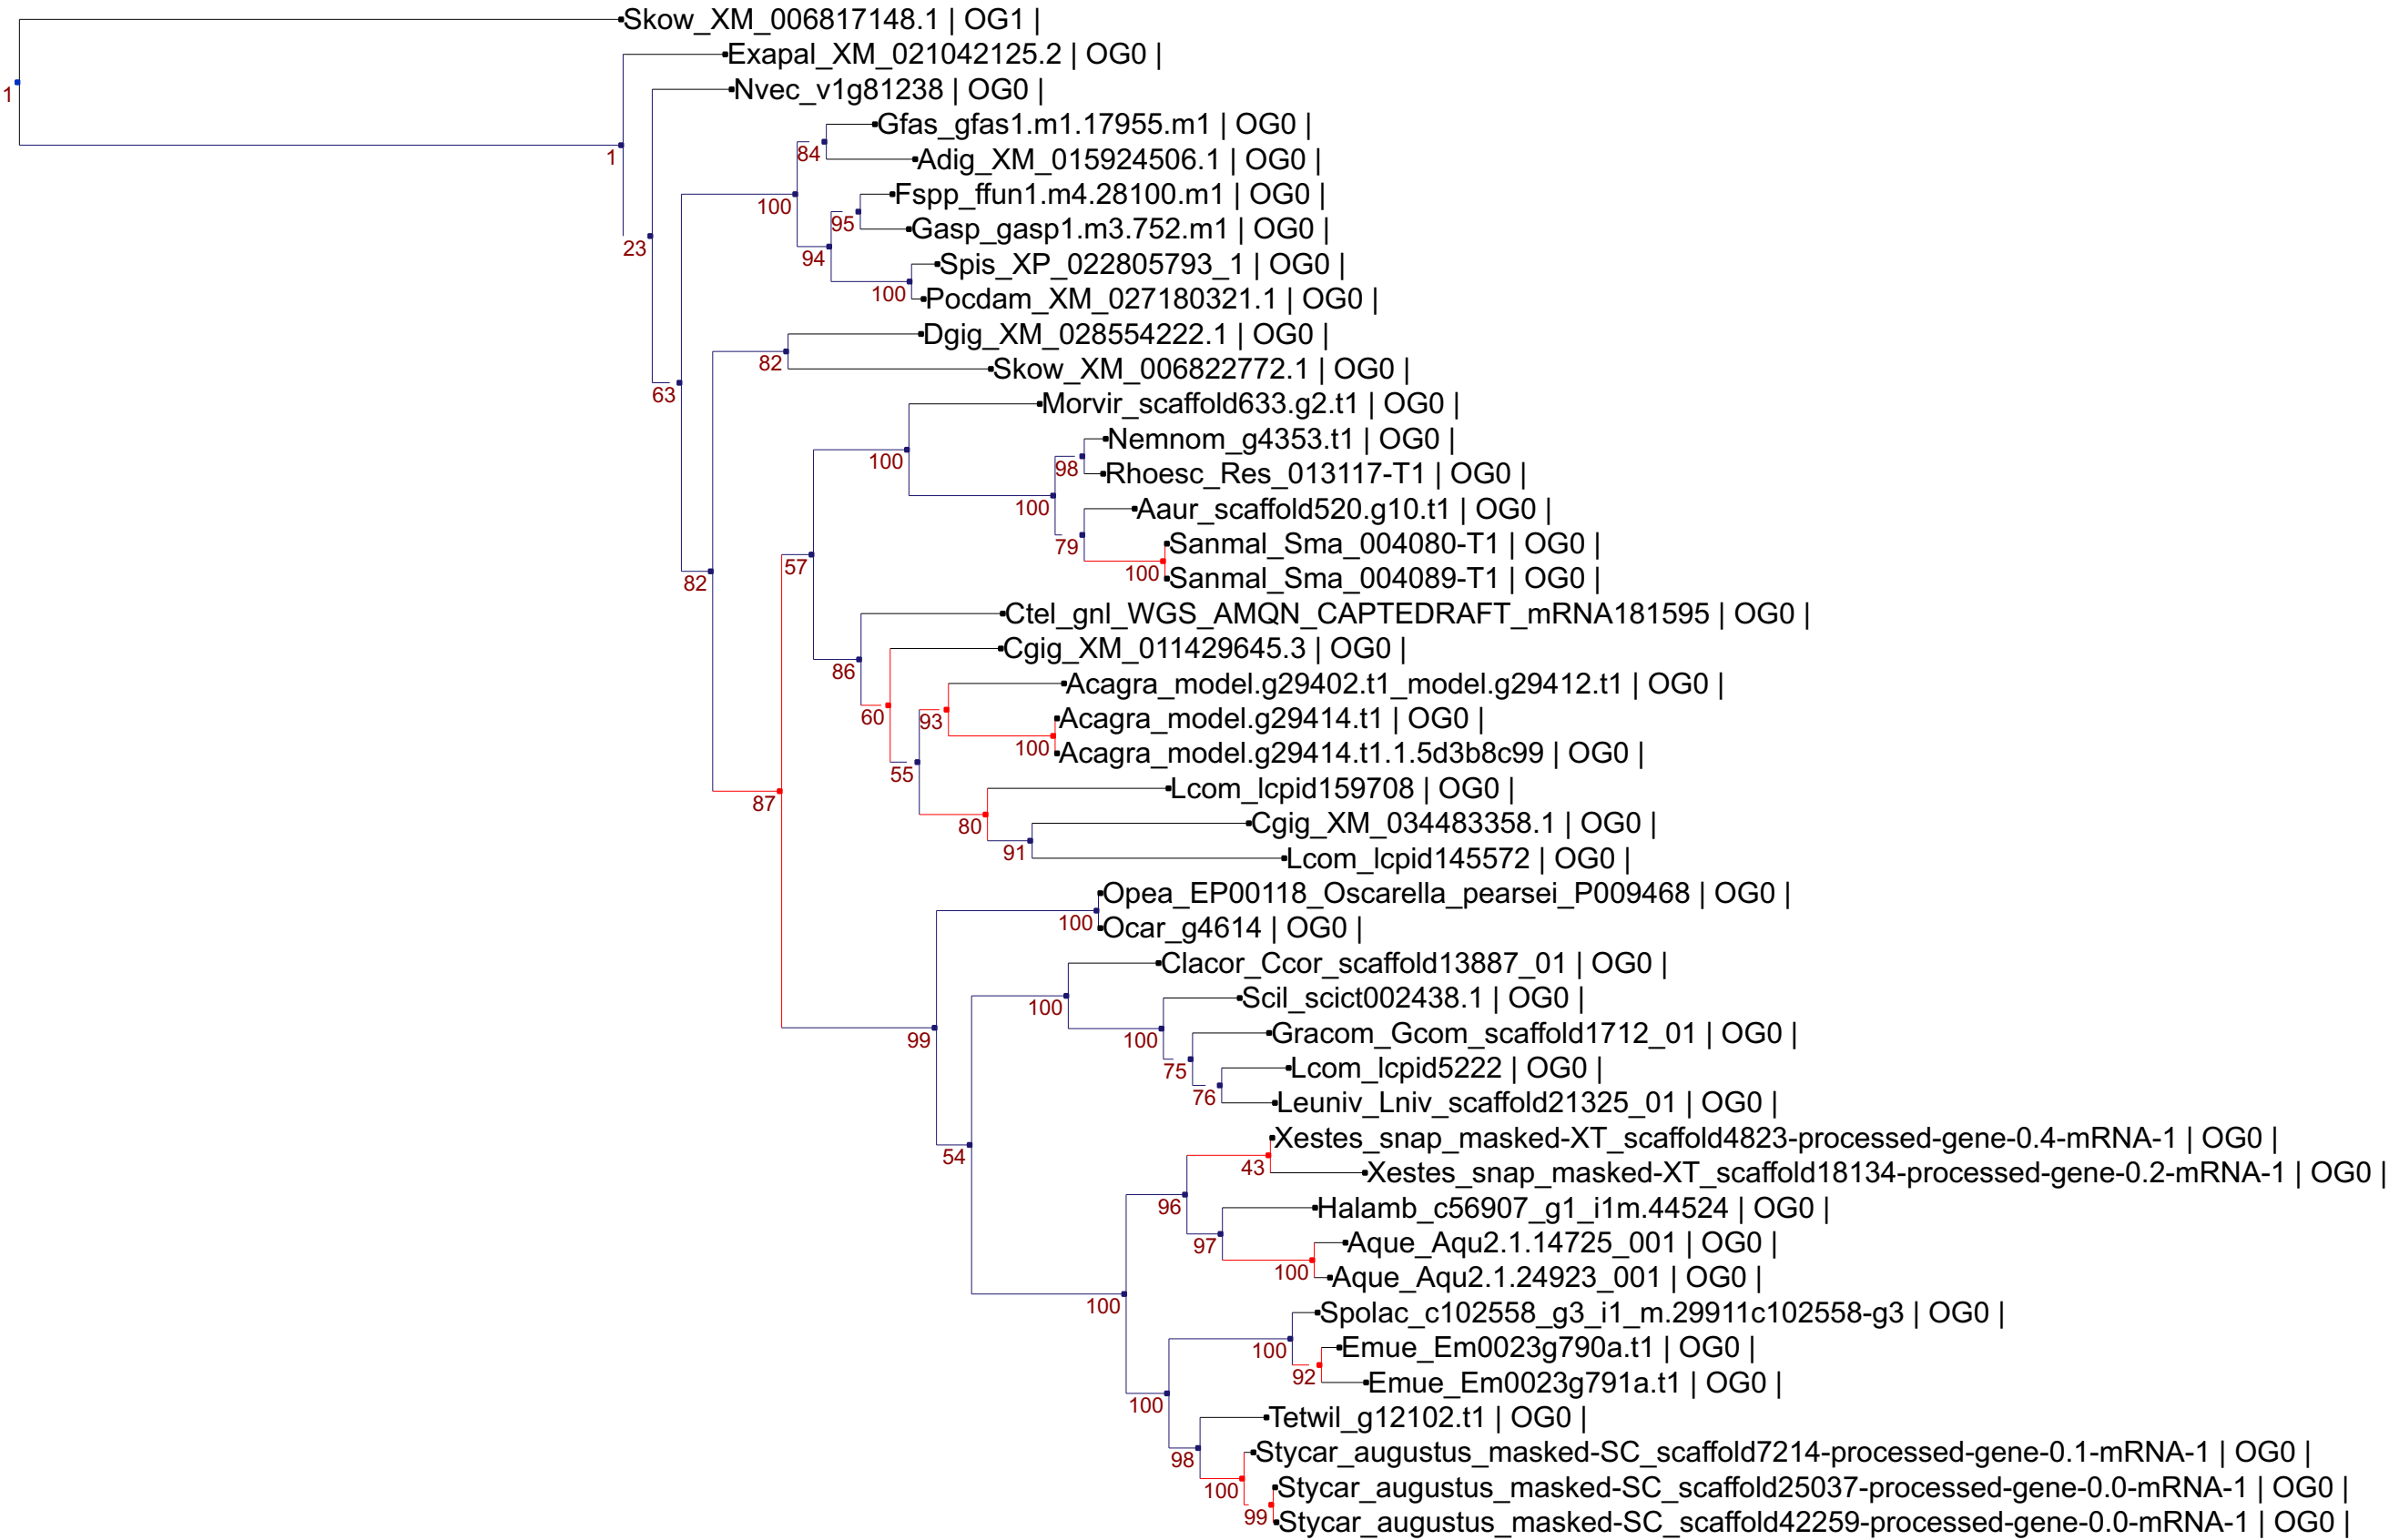 Skow_XM_006817148.1 | OG1 |
Exapal_XM_021042125.2 | OG0 |
1
Nvec_v1g81238 | OG0 |
Gfas_gfas1.m1.17955.m1 | OG0 |
84
1
Adig_XM_015924506.1 | OG0 |
Fspp_ffun1.m4.28100.m1 | OG0 |
100
95
Gasp_gasp1.m3.752.m1 | OG0 |
23
94
Spis_XP_022805793_1 | OG0 |
100
Pocdam_XM_027180321.1 | OG0 |
Dgig_XM_028554222.1 | OG0 |
82
Skow_XM_006822772.1 | OG0 |
63
Morvir_scaffold633.g2.t1 | OG0 |
Nemnom_g4353.t1 | OG0 |
100
98
Rhoesc_Res_013117-T1 | OG0 |
100
Aaur_scaffold520.g10.t1 | OG0 |
79
Sanmal_Sma_004080-T1 | OG0 |
57
100
Sanmal_Sma_004089-T1 | OG0 |
82
Ctel_gnl_WGS_AMQN_CAPTEDRAFT_mRNA181595 | OG0 |
Cgig_XM_011429645.3 | OG0 |
86
Acagra_model.g29402.t1_model.g29412.t1 | OG0 |
60
93
Acagra_model.g29414.t1 | OG0 |
100
Acagra_model.g29414.t1.1.5d3b8c99 | OG0 |
55
Lcom_lcpid159708 | OG0 |
87
80
Cgig_XM_034483358.1 | OG0 |
91
Lcom_lcpid145572 | OG0 |
Opea_EP00118_Oscarella_pearsei_P009468 | OG0 |
100
Ocar_g4614 | OG0 |
Clacor_Ccor_scaffold13887_01 | OG0 |
100
Scil_scict002438.1 | OG0 |
99
100
Gracom_Gcom_scaffold1712_01 | OG0 |
75
Lcom_lcpid5222 | OG0 |
76
Leuniv_Lniv_scaffold21325_01 | OG0 |
Xestes_snap_masked-XT_scaffold4823-processed-gene-0.4-mRNA-1 | OG0 |
54
43
Xestes_snap_masked-XT_scaffold18134-processed-gene-0.2-mRNA-1 | OG0 |
96
Halamb_c56907_g1_i1m.44524 | OG0 |
97
Aque_Aqu2.1.14725_001 | OG0 |
100
Aque_Aqu2.1.24923_001 | OG0 |
100
Spolac_c102558_g3_i1_m.29911c102558-g3 | OG0 |
100
Emue_Em0023g790a.t1 | OG0 |
92
Emue_Em0023g791a.t1 | OG0 |
100
Tetwil_g12102.t1 | OG0 |
98
Stycar_augustus_masked-SC_scaffold7214-processed-gene-0.1-mRNA-1 | OG0 |
100
Stycar_augustus_masked-SC_scaffold25037-processed-gene-0.0-mRNA-1 | OG0 |
99
Stycar_augustus_masked-SC_scaffold42259-processed-gene-0.0-mRNA-1 | OG0 |